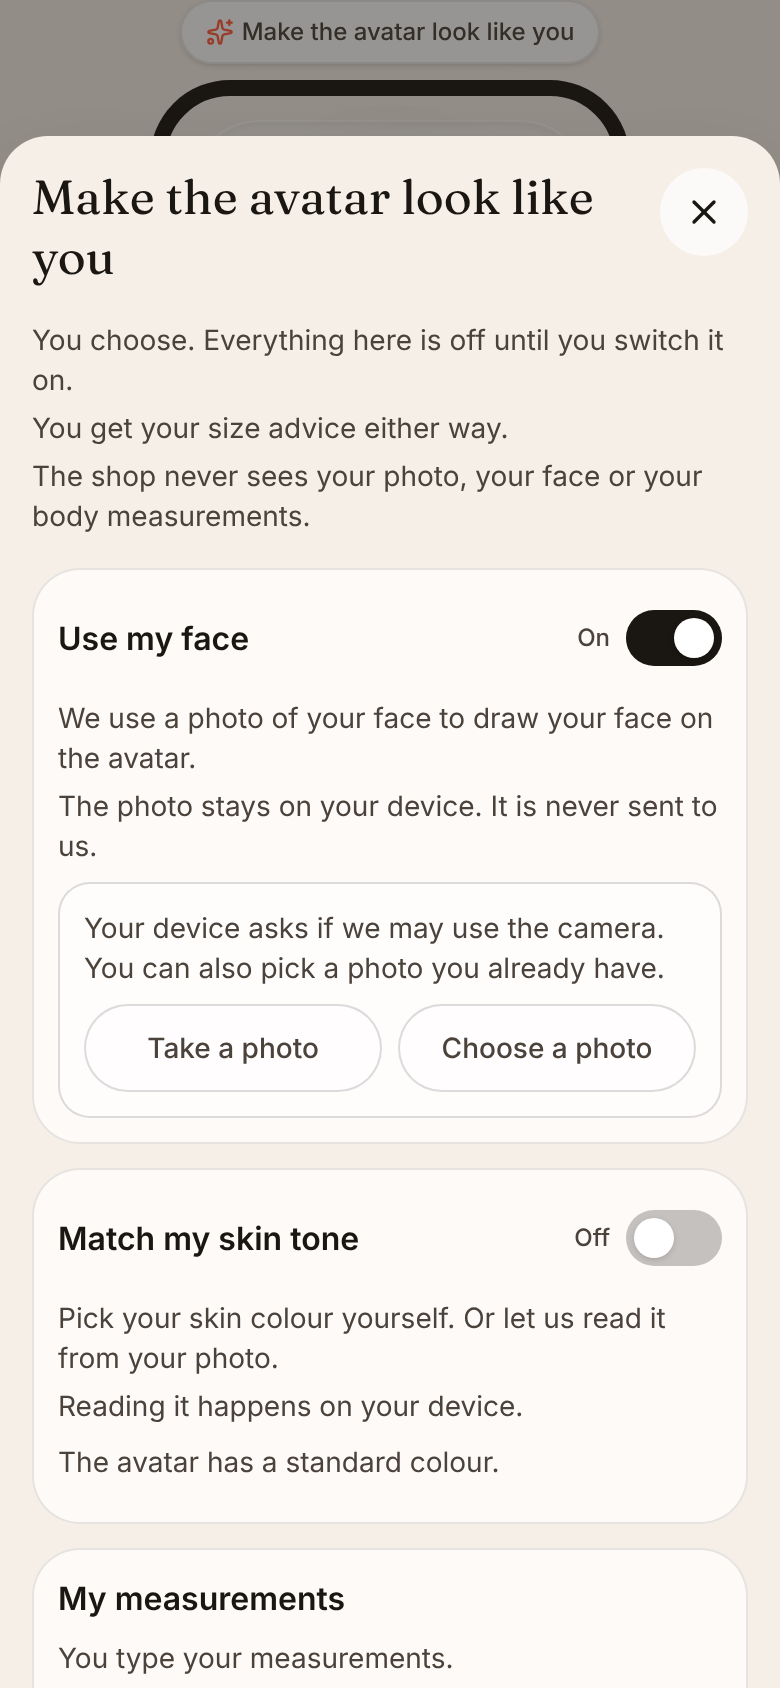 Make the avatar look like you
Make the avatar look like
you
You choose. Everything here is off until you switch it
on.
You get your size advice either way.
The shop never sees your photo, your face or your
body measurements.
Use my face
On
We use a photo of your face to draw your face on
the avatar.
The photo stays on your device. It is never sent to
us.
Your device asks if we may use the camera.
You can also pick a photo you already have.
Take a photo
Choose a photo
Match my skin tone
Off
Pick your skin colour yourself. Or let us read it
from your photo.
Reading it happens on your device.
The avatar has a standard colour.
My measurements
You type your measurements.